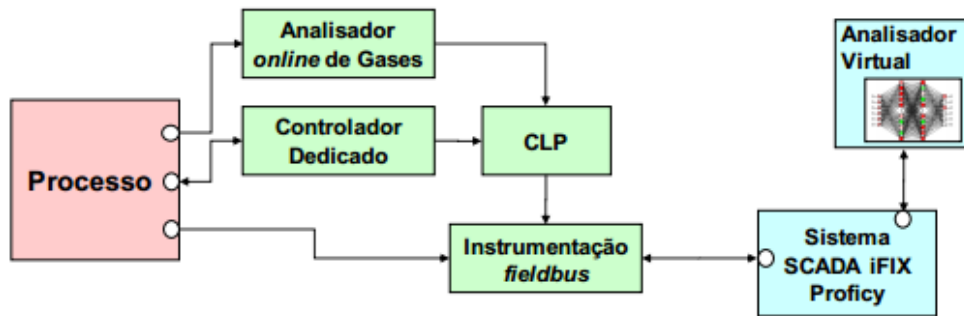 Analisador
online de Gases
Analisador
Virtual
Controlador
Dedicado
CLP
Processo
Instrumentação
fieldbus
Sistema
SCADA iFIX
Proficy